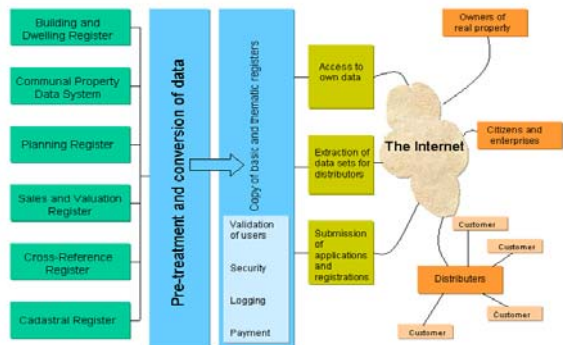 Building and
Dwelling Register
Communal Property
Data System
Planning Register
Sales and Valuation
Register
Cross-Reference
Register
Cadastral Register
Pre-treatment and conversion of data
Copy of basic and thematic registers
Validation
of users
Security
Logging
Payment
Access to
own data
Extraction
of data sets for
distributors
Submission
of
applications
and
registrations
The Internet
Owners of
real property
Citizens and
enterprises
Distributers
Customer
Customer
Customer
Customer